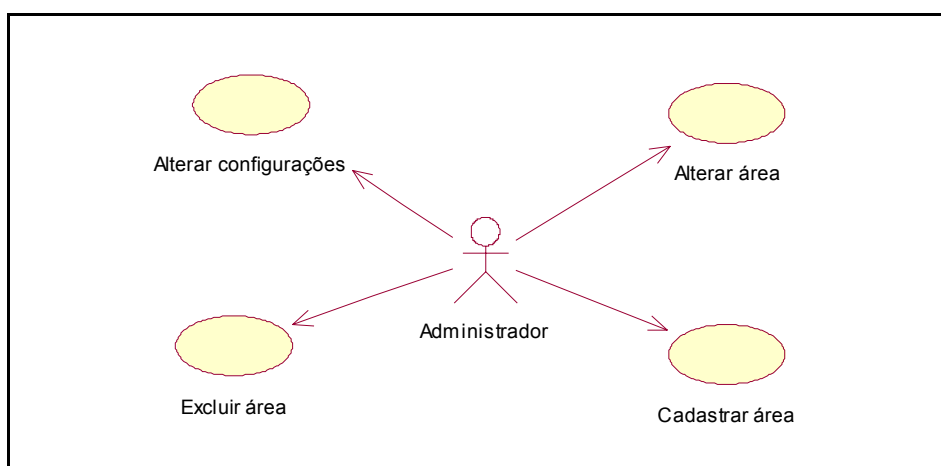 Alterar configurações
Alterar área
Administrador
Excluir área
Cadastrar área